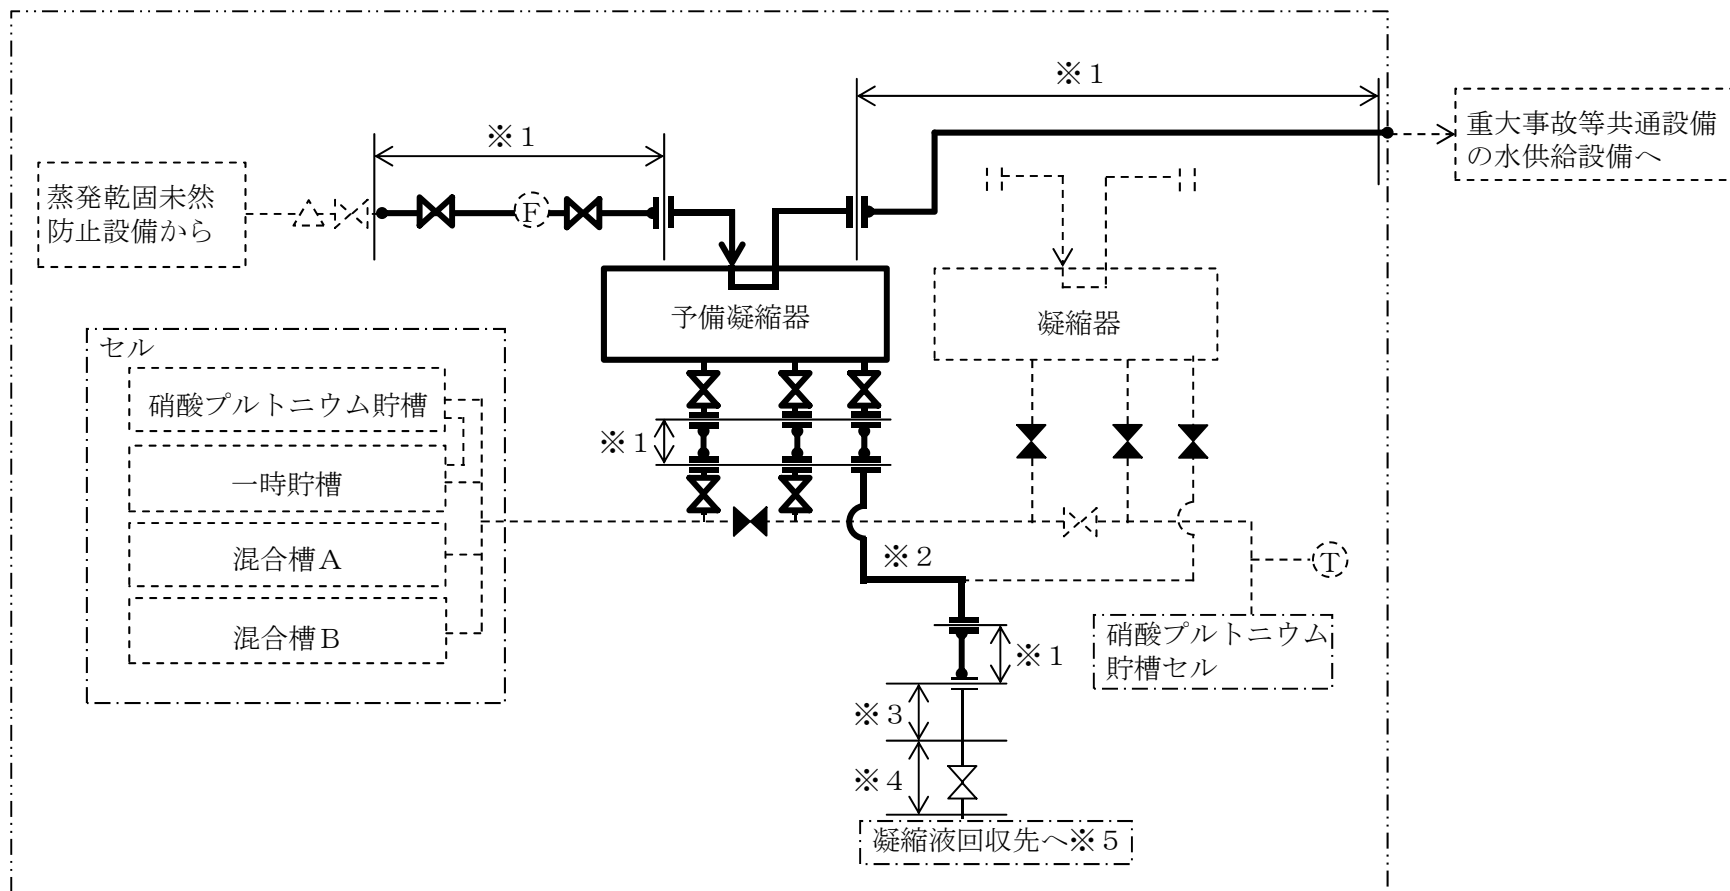 ※1
※1
重大事故等共通設備
の水供給設備へ
蒸発乾固未然
防止設備から
F
予備凝縮器
凝縮器
セル
硝酸プルトニウム貯槽
一時貯槽
混合槽A
混合槽B
※1
※2
T
硝酸プルトニウム
貯槽セル
※1
※3
※4
凝縮液回収先へ※5